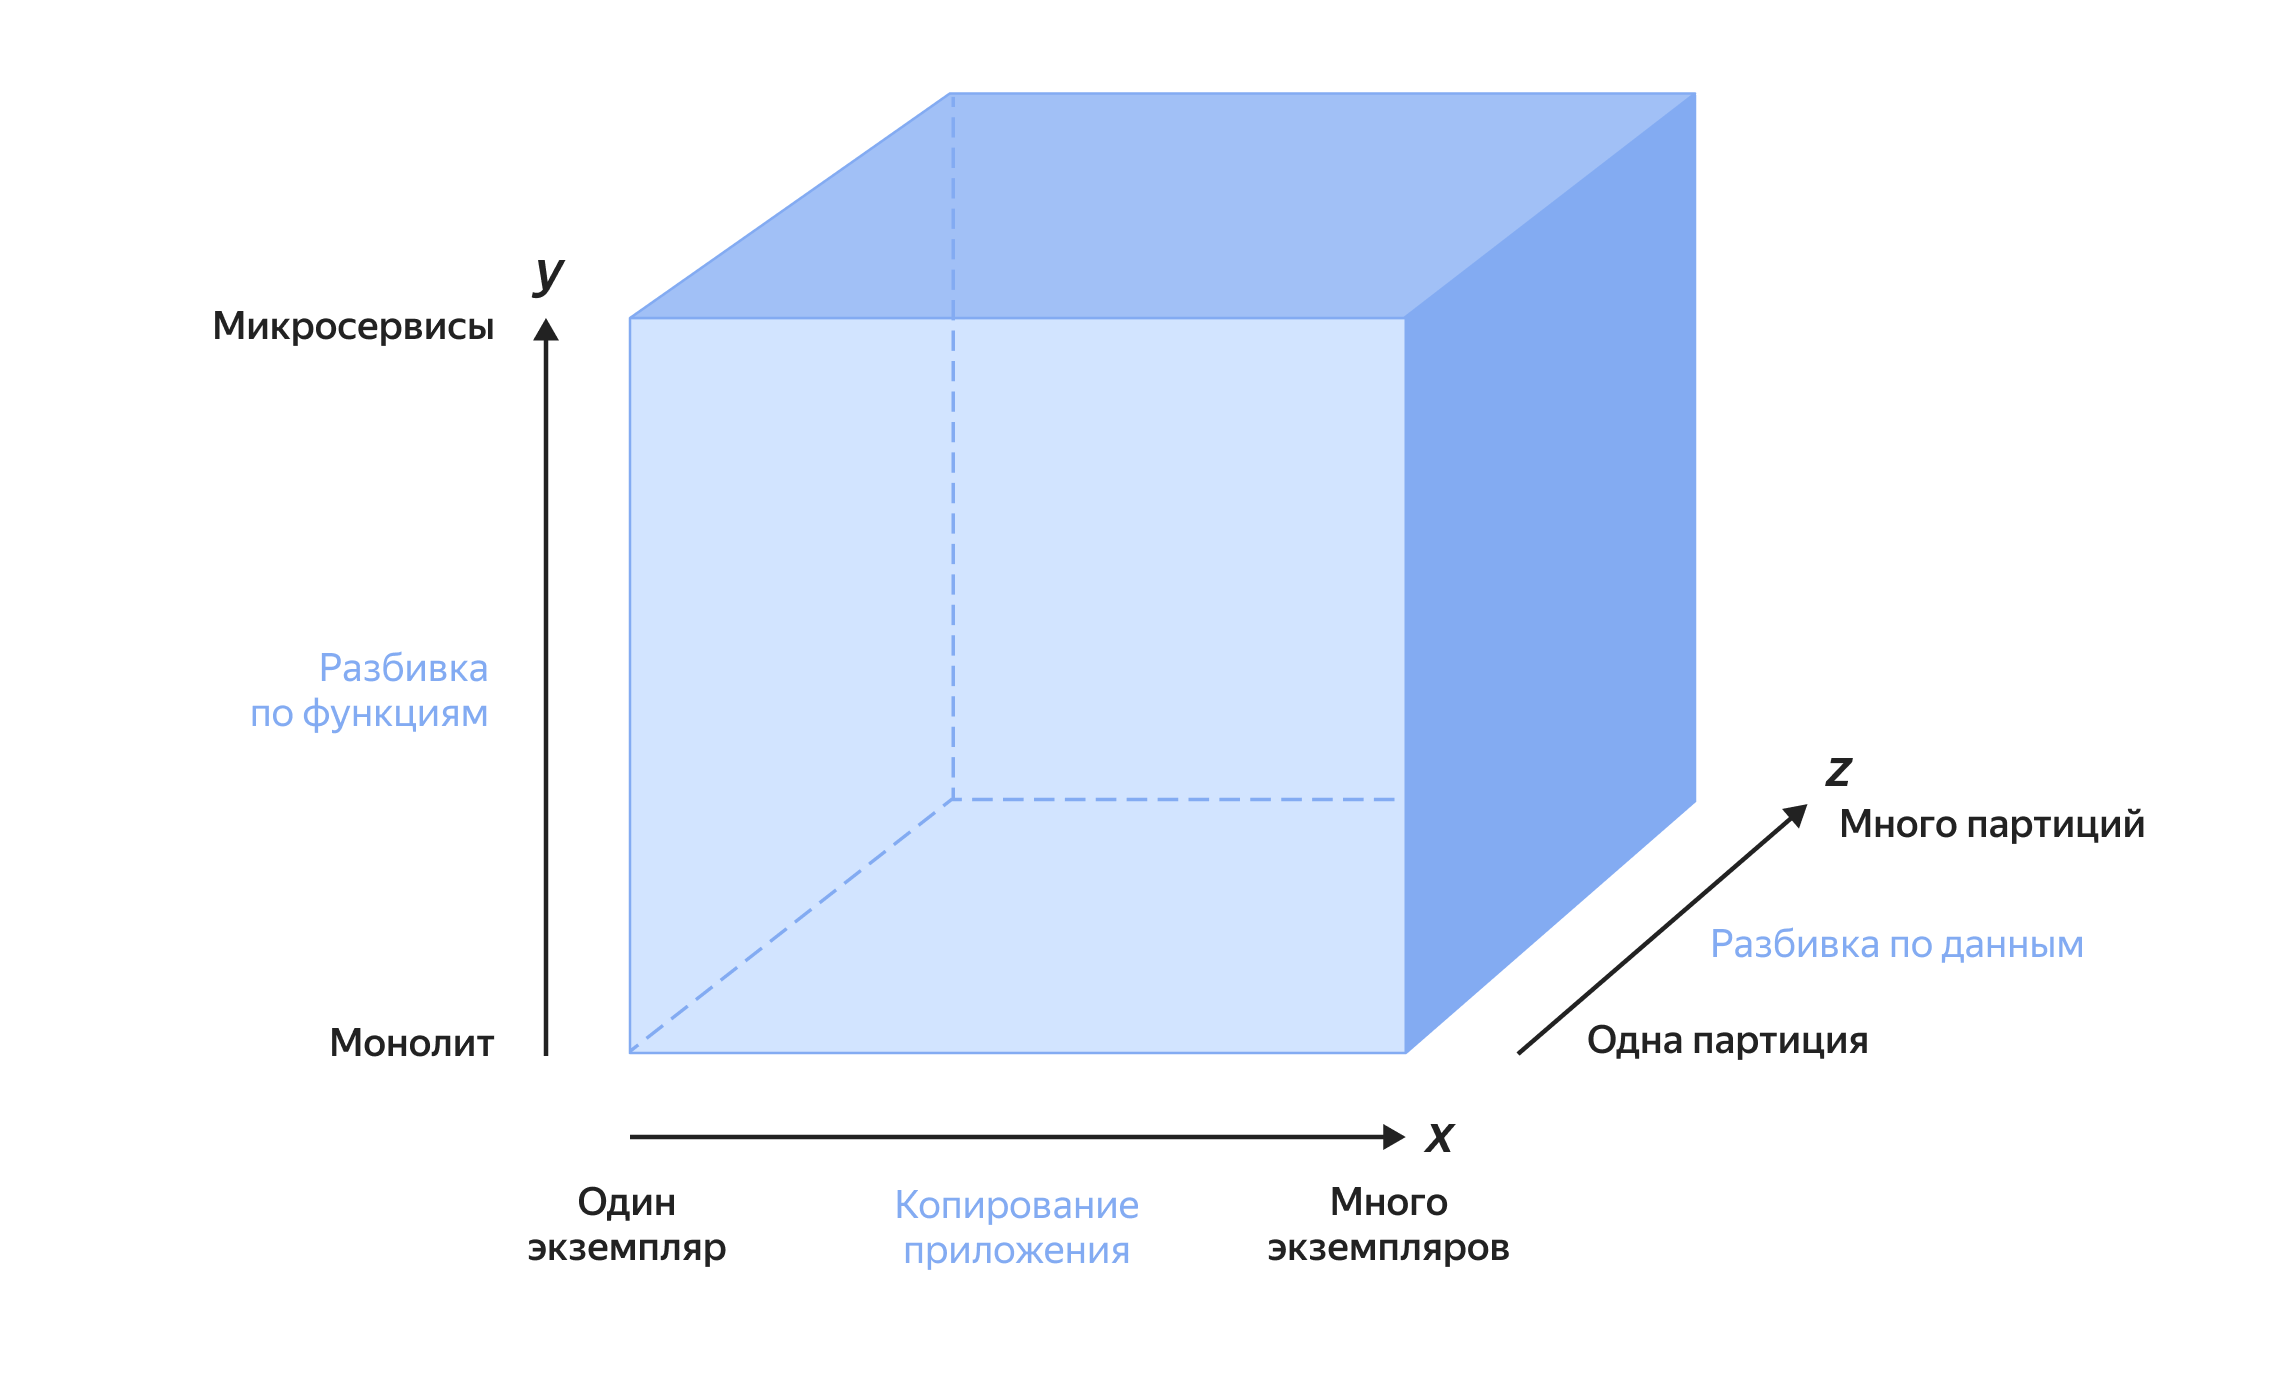 y
Микросервисы
Разбивка
по функциям
Монолит
z
Много партиций
Разбивка по данным
Одна партиция
x
Один
экземпляр
Копирование
приложения
Много
экземпляров